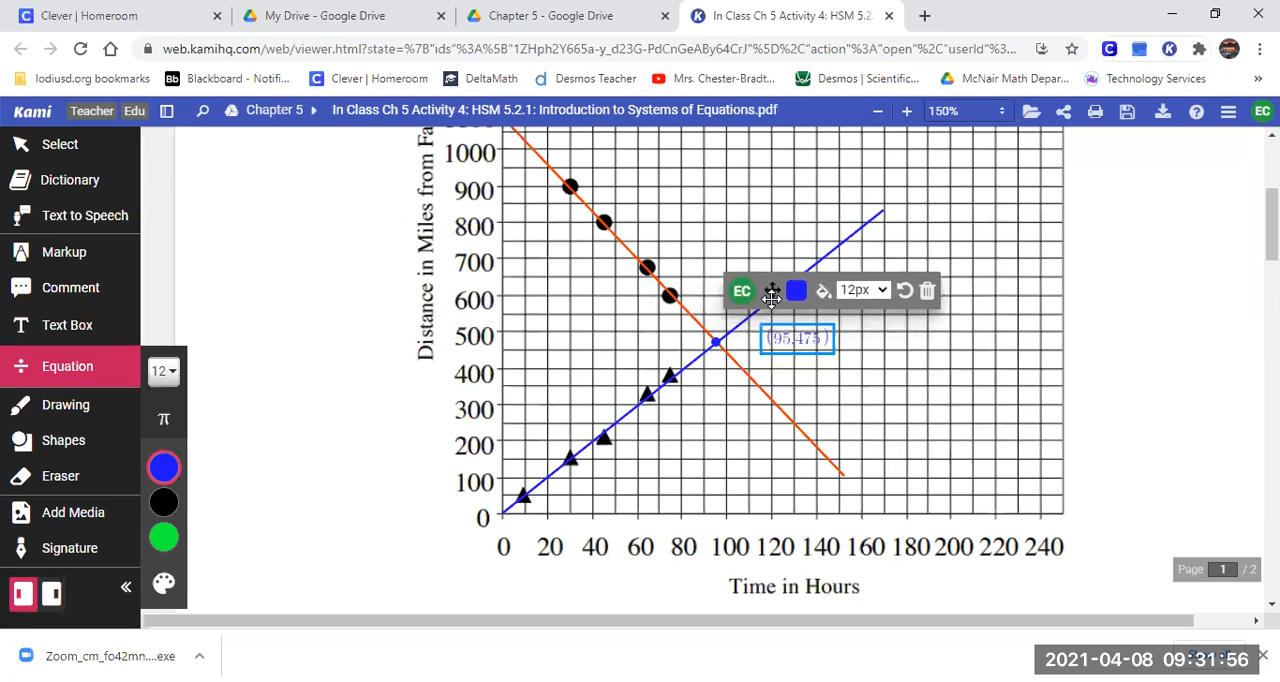 Clever | Homeroom
My Drive - Google Drive
Chapter 5 - Google Drive
In Class Ch 5 Activity 4: HSM 5.2.
web.kamihq.com/web/viewer.html?state=%7B"ids"%3A%5B"1ZHph2Y665a-y_d23G-PdCnGeABy64CrJ"%5D%2C"action"%3A"open"%2C"userId"%3...
lodiusd.org bookmarks
Blackboard - Notifi...
Clever | Homeroom
DeltaMath
Desmos Teacher
Mrs. Chester-Bradt...
Desmos | Scientific...
McNair Math Depar...
Technology Services
»
Kami
Teacher
Edu
Chapter 5
In Class Ch 5 Activity 4: HSM 5.2.1: Introduction to Systems of Equations.pdf
150%
EC
Select
Dictionary
Text to Speech
Markup
Comment
Text Box
Equation
Drawing
Shapes
Eraser
Add Media
Signature
12
π
Distance in Miles from Fa
1000
900
800
700
600
500
400
300
200
100
0
EC
12px
(95,475)
0 20 40 60 80 100 120 140 160 180 200 220 240
Time in Hours
Page 1 / 2
Zoom_cm_fo42mn....exe
2021-04-08 09:31:56